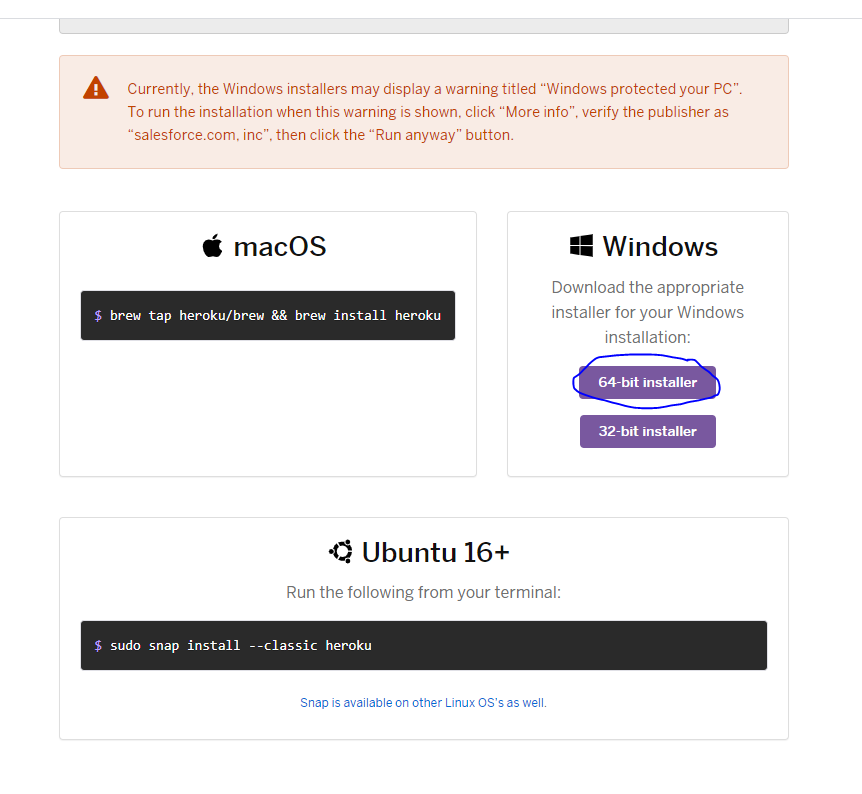 Currently, the Windows installers may display a warning titled “Windows protected your PC”.
To run the installation when this warning is shown, click “More info”, verify the publisher as
“salesforce.com, inc”, then click the “Run anyway” button.
macOS
$ brew tap heroku/brew && brew install heroku
Windows
Download the appropriate
installer for your Windows
installation:
64-bit installer
32-bit installer
Ubuntu 16+
Run the following from your terminal:
$ sudo snap install --classic heroku
Snap is available on other Linux OS's as well.